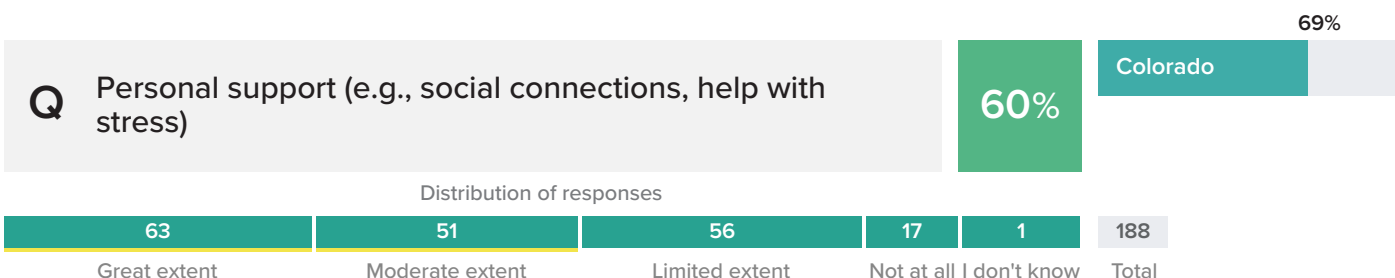 69%
Q Personal support (e.g., social connections, help with
stress)
60%
Colorado
Distribution of responses
63 51 56 17 1 188
Great extent Moderate extent Limited extent Not at all I don't know Total